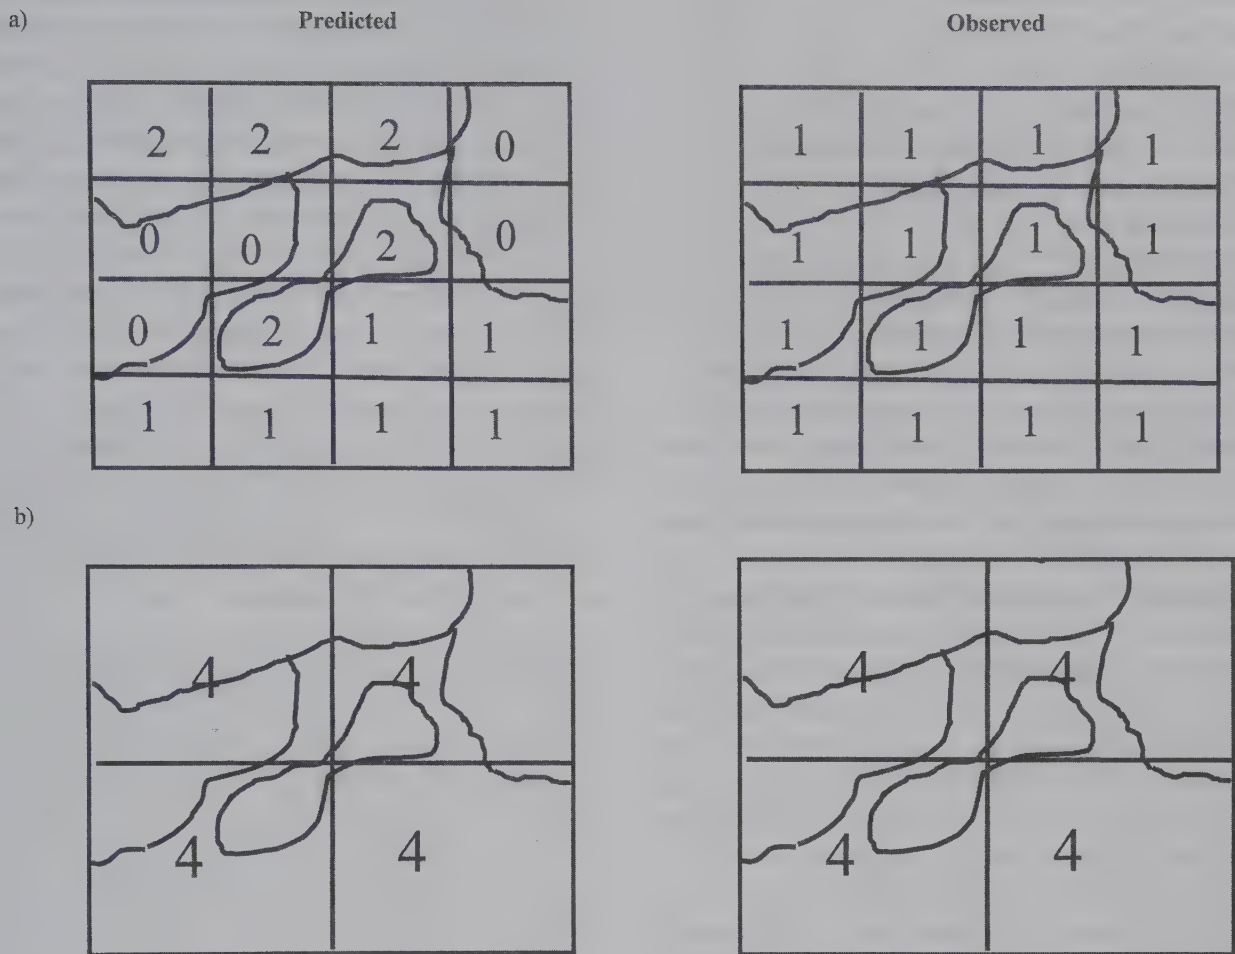 a) Predicted Observed
2 2 2 0 1 1 1 1
0 0 2 0 1 1 1 1
0 2 1 1 1 1 1 1
1 1 1 1 1 1 1 1
b)
4 4 4 4
4 4 4 4